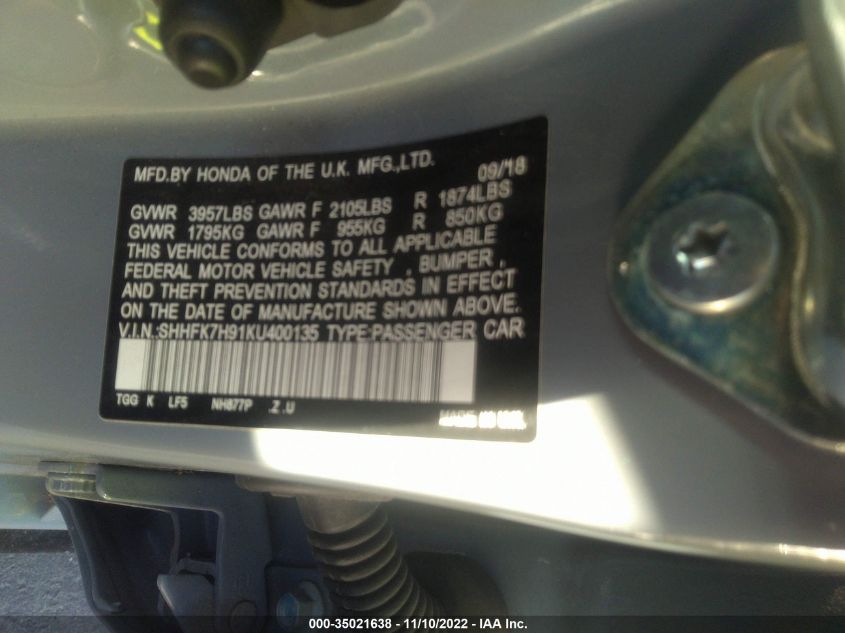 MFD.BY HONDA OF THE U.K. MFG.,LTD. 09/18
GVWR 3957LBS GAWR F 2105LBS R 1874LBS
GVWR 1795KG GAWR F 955KG R 850KG
THIS VEHICLE CONFORMS TO ALL APPLICABLE
FEDERAL MOTOR VEHICLE SAFETY , BUMPER ,
AND THEFT PREVENTION STANDARDS IN EFFECT
ON THE DATE OF MANUFACTURE SHOWN ABOVE.
V.I.N.:SHHFK7H91KU400135 TYPE:PASSENGER CAR
TGG K LF5 NH877P .Z.U
000-35021638 - 11/10/2022 - IAA Inc.